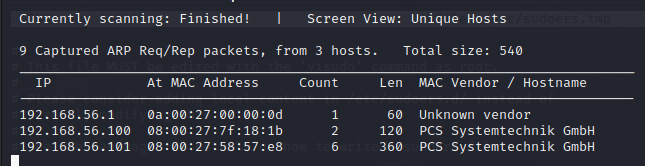 Currently scanning: Finished!   |   Screen View: Unique Hosts
9 Captured ARP Req/Rep packets, from 3 hosts.   Total size: 540
IP            At MAC Address     Count     Len  MAC Vendor / Hostname
192.168.56.1    0a:00:27:00:00:0d      1      60  Unknown vendor
192.168.56.100  08:00:27:7f:18:1b      2     120  PCS Systemtechnik GmbH
192.168.56.101  08:00:27:58:57:e8      6     360  PCS Systemtechnik GmbH